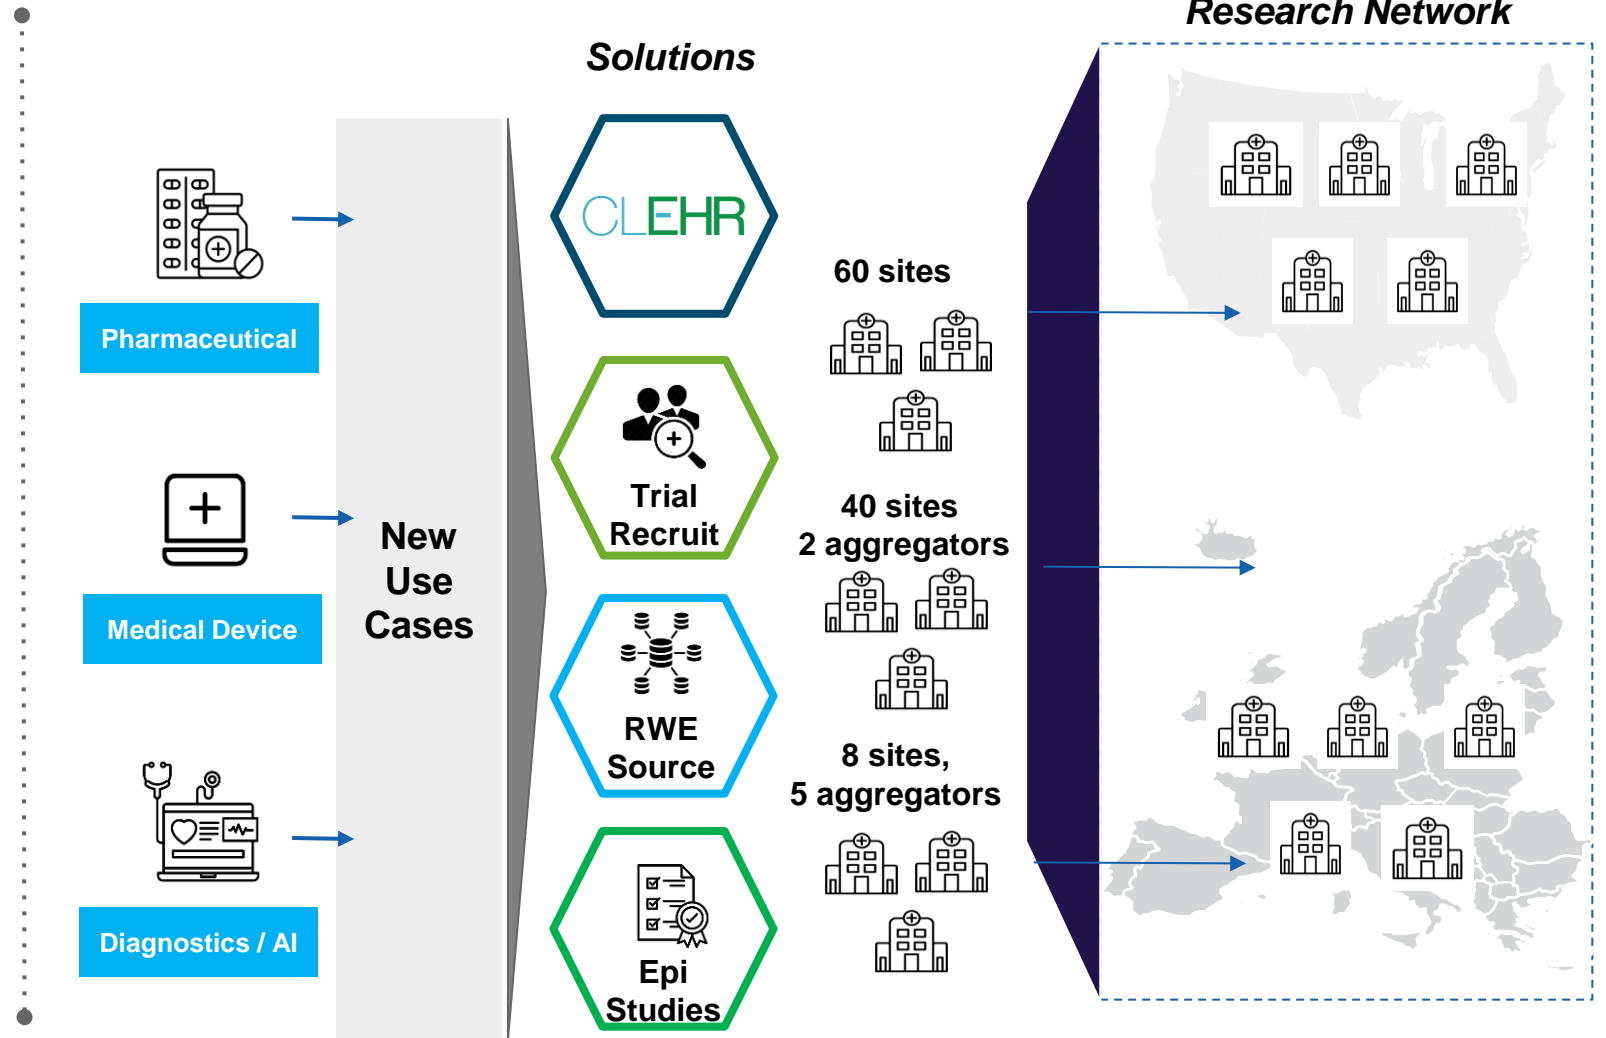 Research Network
Solutions
CLEHR
60 sites
Pharmaceutical
Trial
Recruit
40 sites
2 aggregators
New
Use
Cases
Medical Device
RWE
Source
8 sites,
5 aggregators
Diagnostics / AI
Epi
Studies